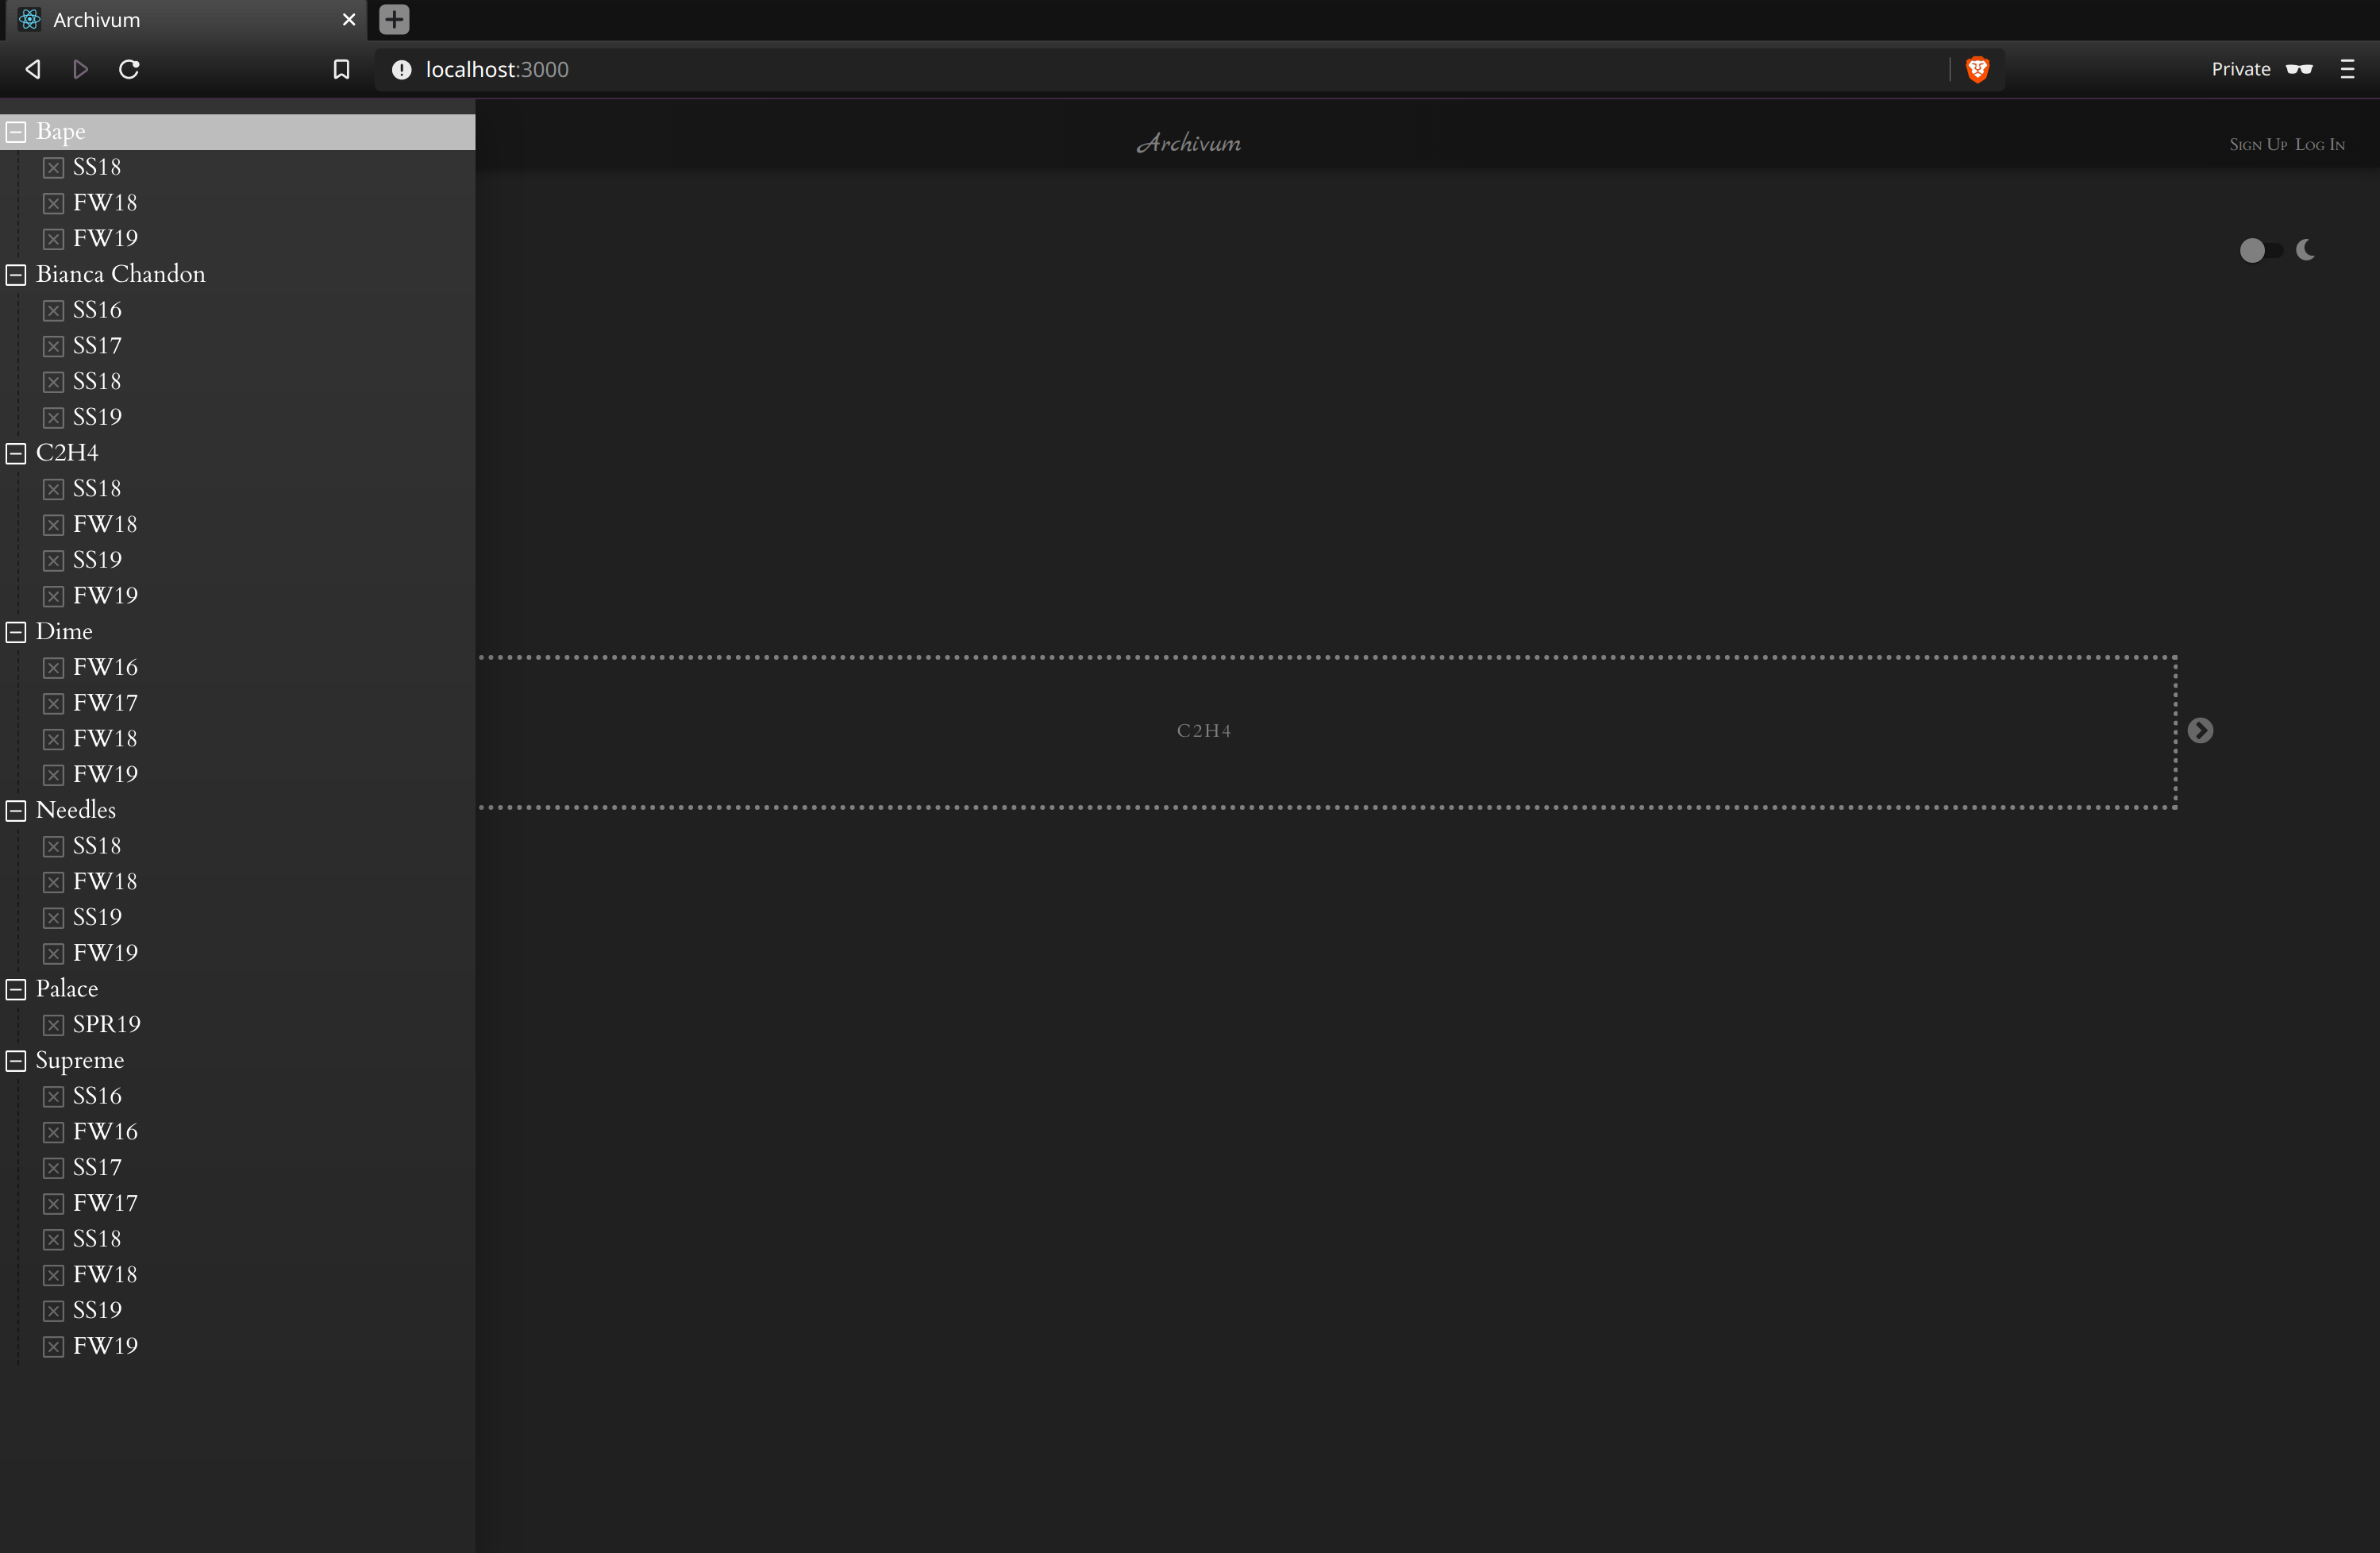 Archivum
localhost:3000
Private
Bape
SS18
FW18
FW19
Bianca Chandon
SS16
SS17
SS18
SS19
C2H4
SS18
FW18
SS19
FW19
Dime
FW16
FW17
FW18
FW19
Needles
SS18
FW18
SS19
FW19
Palace
SPR19
Supreme
SS16
FW16
SS17
FW17
SS18
FW18
SS19
FW19
Archivum
Sign Up Log In
C2H4